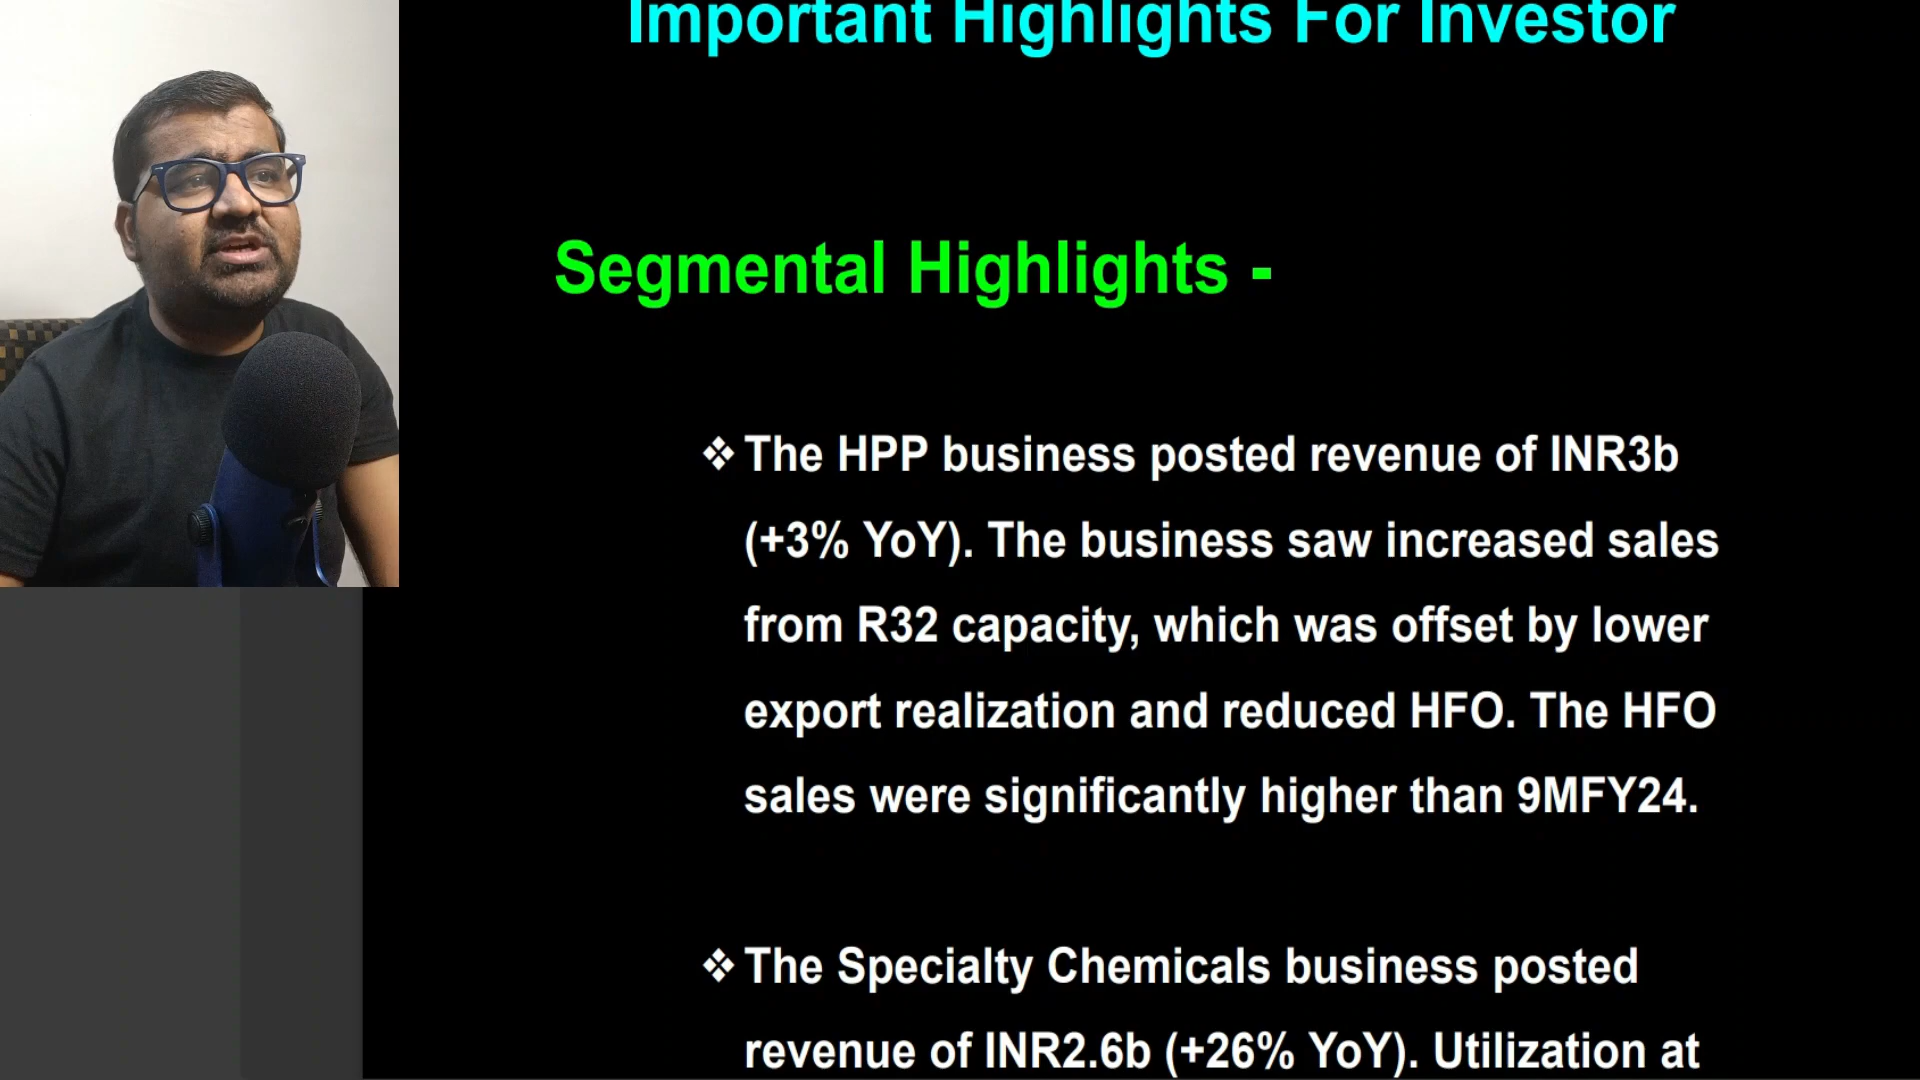 Important Highlights For Investor
Segmental Highlights -
❖ The HPP business posted revenue of INR3b
(+3% YoY). The business saw increased sales
from R32 capacity, which was offset by lower
export realization and reduced HFO. The HFO
sales were significantly higher than 9MFY24.
❖ The Specialty Chemicals business posted
revenue of INR2.6b (+26% YoY). Utilization at